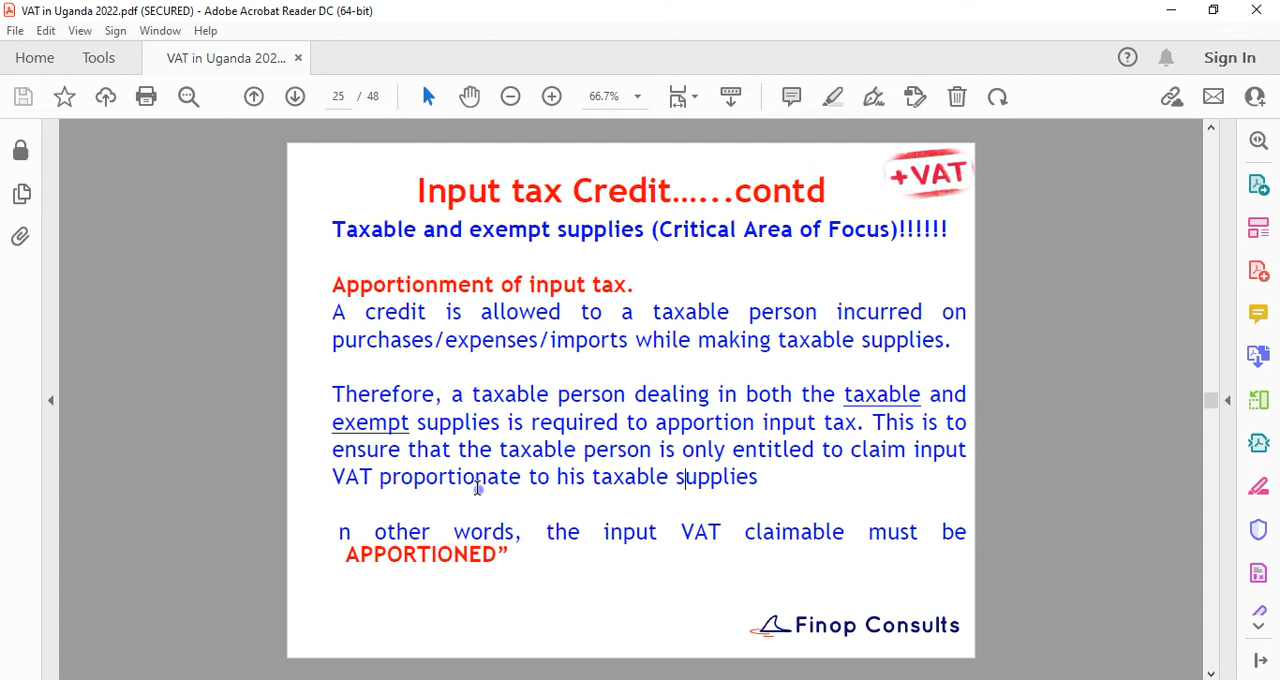 VAT in Uganda 2022.pdf (SECURED) - Adobe Acrobat Reader DC (64-bit)
File Edit View Sign Window Help
Home Tools VAT in Uganda 202... × Sign In
25 / 48 66.7%
+VAT
Input tax Credit......contd
Taxable and exempt supplies (Critical Area of Focus)!!!!!!
Apportionment of input tax.
A credit is allowed to a taxable person incurred on
purchases/expenses/imports while making taxable supplies.
Therefore, a taxable person dealing in both the taxable and
exempt supplies is required to apportion input tax. This is to
ensure that the taxable person is only entitled to claim input
VAT proportionate to his taxable supplies
n other words, the input VAT claimable must be
APPORTIONED”
Finop Consults